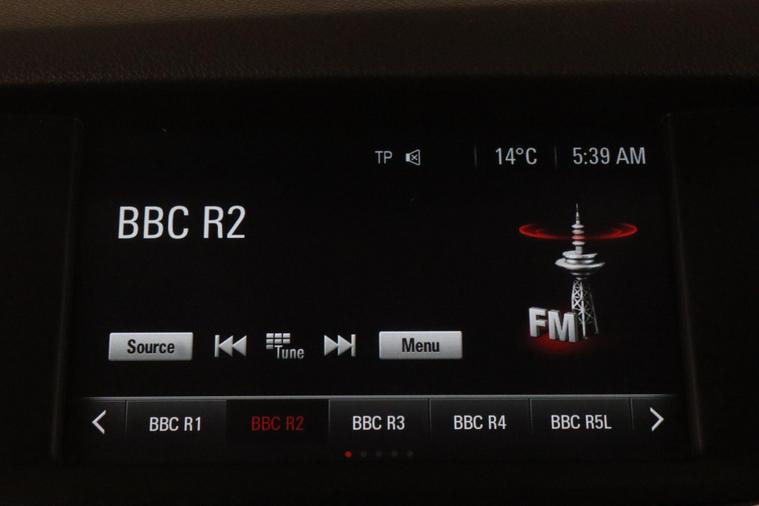 TP 14°C 5:39 AM
BBC R2
FM
Source Tune Menu
BBC R1 BBC R2 BBC R3 BBC R4 BBC R5L